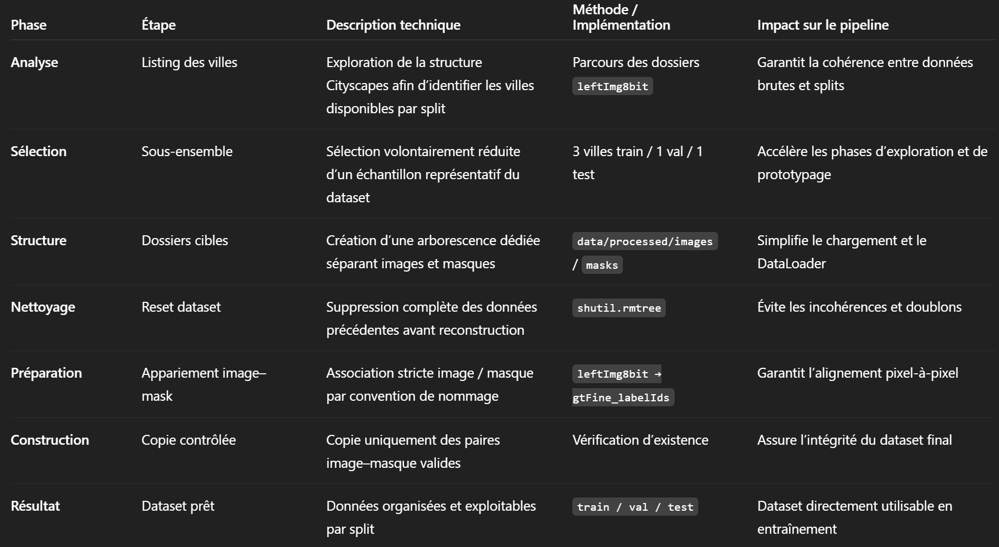 Phase Étape Description technique Méthode / Implémentation Impact sur le pipeline
Analyse Listing des villes Exploration de la structure Parcours des dossiers Garantit la cohérence entre données
Cityscapes afin d’identifier les villes leftImg8bit brutes et splits
disponibles par split
Sélection Sous-ensemble Sélection volontairement réduite 3 villes train / 1 val / 1 Accélère les phases d’exploration et de
d’un échantillon représentatif du test prototypage
dataset
Structure Dossiers cibles Création d’une arborescence dédiée data/processed/images Simplifie le chargement et le
séparant images et masques / masks DataLoader
Nettoyage Reset dataset Suppression complète des données shutil.rmtree Évite les incohérences et doublons
précédentes avant reconstruction
Préparation Appariement image– Association stricte image / masque leftImg8bit → Garantit l’alignement pixel-à-pixel
mask par convention de nommage gtFine_labelIds
Construction Copie contrôlée Copie uniquement des paires Vérification d’existence Assure l’intégrité du dataset final
image–masque valides
Résultat Dataset prêt Données organisées et exploitables train / val / test Dataset directement utilisable en
par split entraînement